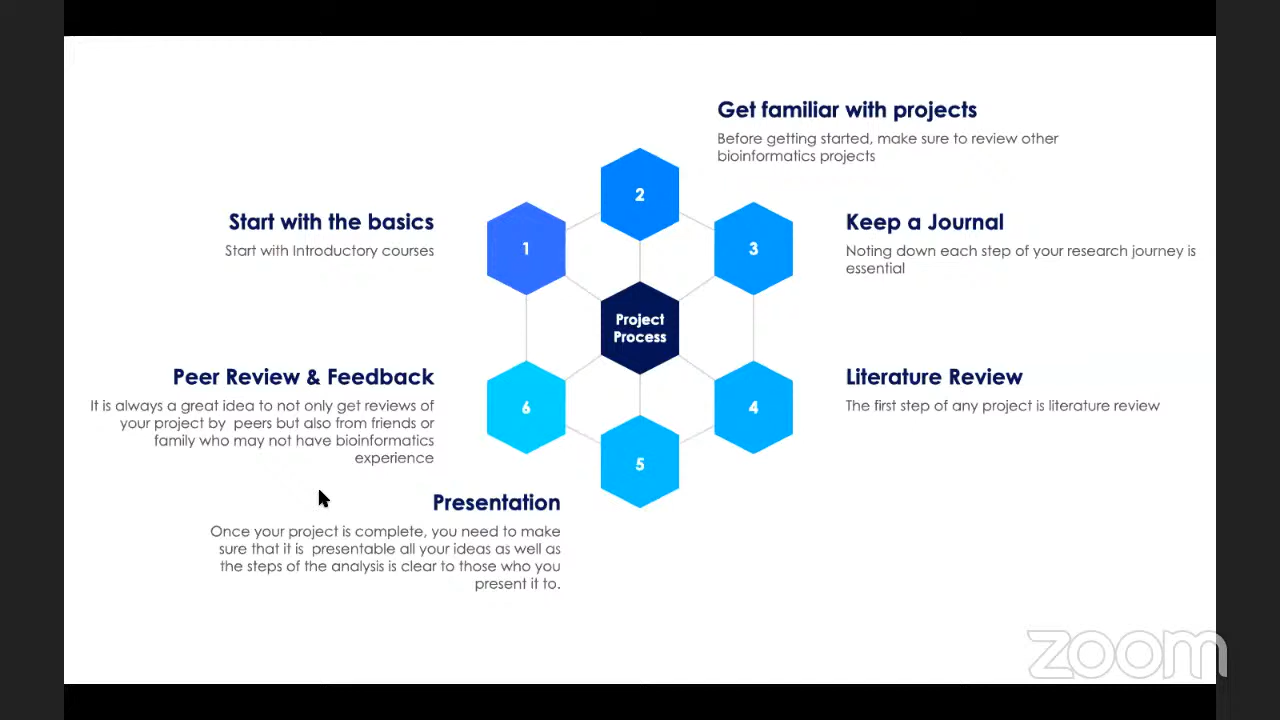 Get familiar with projects
Before getting started, make sure to review other
bioinformatics projects
2
Start with the basics
Start with Introductory courses
1
3
Keep a Journal
Noting down each step of your research journey is
essential
Project
Process
Peer Review & Feedback
It is always a great idea to not only get reviews of
your project by peers but also from friends or
family who may not have bioinformatics
experience
6
4
Literature Review
The first step of any project is literature review
5
Presentation
Once your project is complete, you need to make
sure that it is presentable all your ideas as well as
the steps of the analysis is clear to those who you
present it to.
zoom